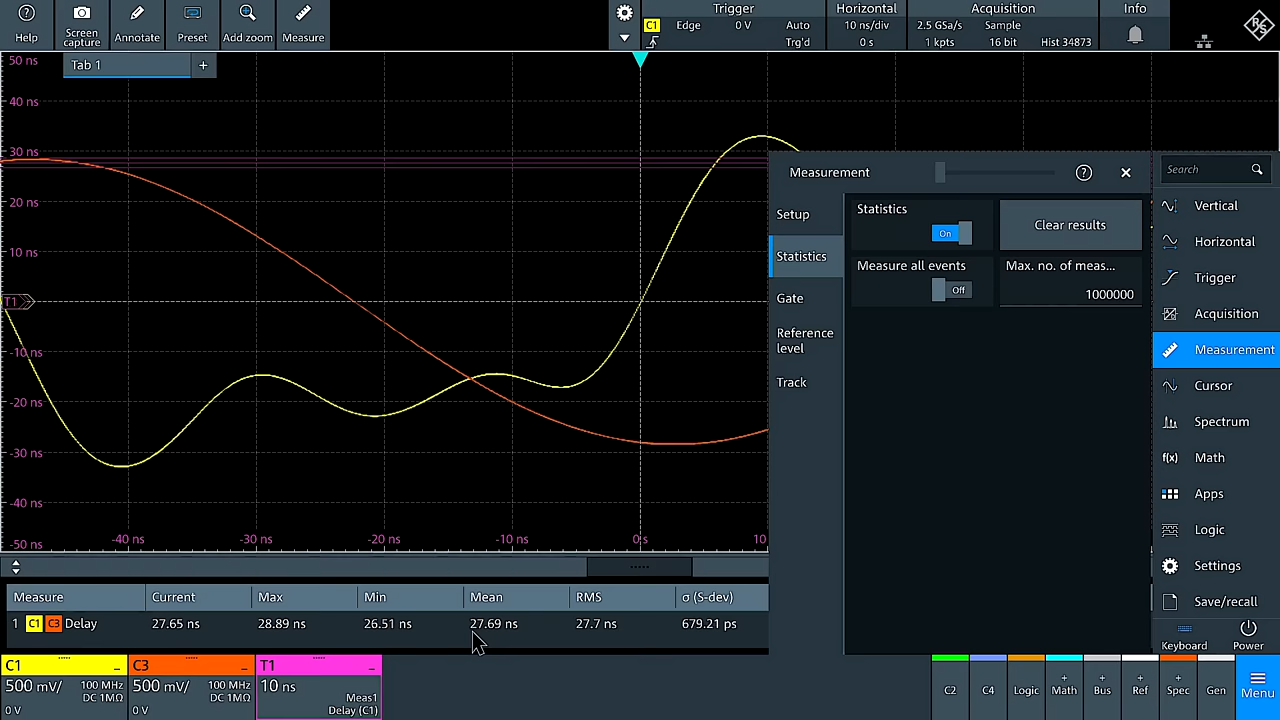 Help
Screen capture
Annotate
Preset
Add zoom
Measure
Trigger
C1 Edge 0 V Auto
Trg'd
Horizontal
10 ns/div
0 s
Acquisition
2.5 GSa/s Sample
1 kpts 16 bit Hist 34873
Info
R S
Tab 1 +
50 ns
40 ns
30 ns
20 ns
10 ns
T1
-10 ns
-20 ns
-30 ns
-40 ns
-50 ns
-40 ns -30 ns -20 ns -10 ns 0 s 10
Measurement
Setup
Statistics
Gate
Reference level
Track
Statistics
On
Clear results
Measure all events
Off
Max. no. of meas...
1000000
Search
Vertical
Horizontal
Trigger
Acquisition
Measurement
Cursor
Spectrum
Math
Apps
Logic
Settings
Save/recall
Keyboard Power
Measure Current Max Min Mean RMS σ (S-dev)
1 C1 C3 Delay 27.65 ns 28.89 ns 26.51 ns 27.69 ns 27.7 ns 679.21 ps
C1
500 mV/ 100 MHz
DC 1MΩ
0 V
C3
500 mV/ 100 MHz
DC 1MΩ
0 V
T1
10 ns
Meas1
Delay (C1)
C2
C4
Logic
+ Math
+ Bus
+ Ref
+ Spec
Gen
Menu